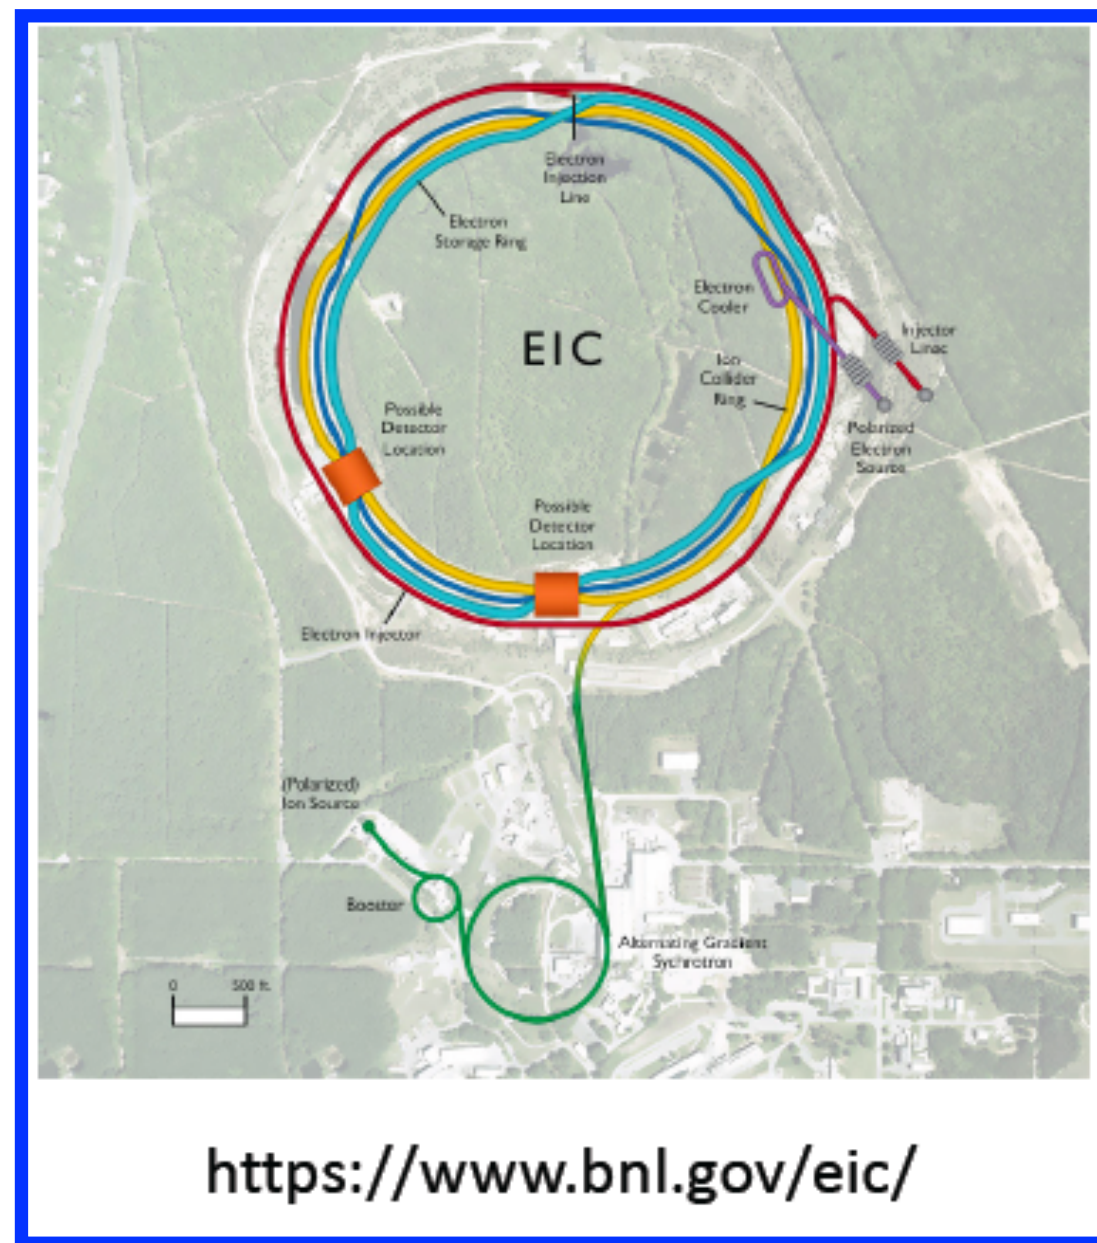 Electron
Injection
Line
Electron
Storage Ring
Electron
Cooler
Injector
Linac
EIC
Ion
Collider
Ring
Possible
Detector
Location
Polarized
Electron
Source
Possible
Detector
Location
Electron Injector
(Polarized)
Ion Source
Booster
Alternating Gradient
Sychrotron
0 500 ft.
https://www.bnl.gov/eic/